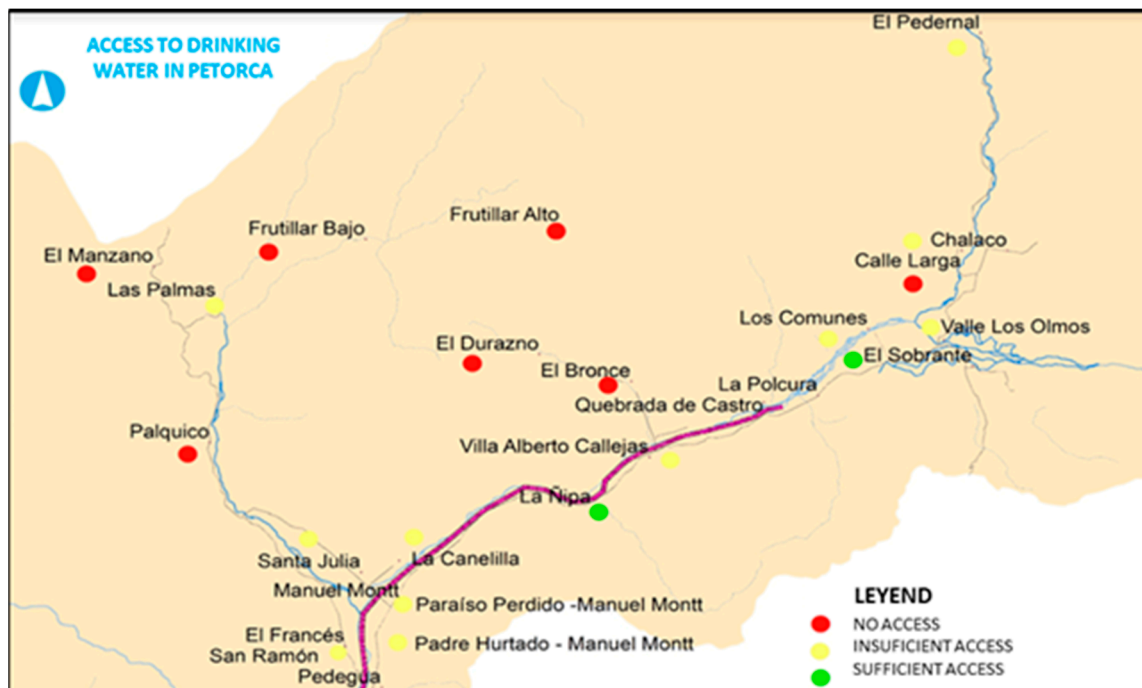 ACCESS TO DRINKING
WATER IN PETORCA
El Pedernal
Frutillar Alto
Frutillar Bajo
Chalaco
El Manzano
Calle Larga
Las Palmas
Los Comunes
Valle Los Olmos
El Durazno
El Sobrante
El Bronce
La Polcura
Quebrada de Castro
Palquico
Villa Alberto Callejas
La Ñipa
Santa Julia
La Canelilla
Manuel Montt
Paraíso Perdido -Manuel Montt
El Francés
Padre Hurtado - Manuel Montt
San Ramón
Pedegua
LEYEND
NO ACCESS
INSUFICIENT ACCESS
SUFFICIENT ACCESS